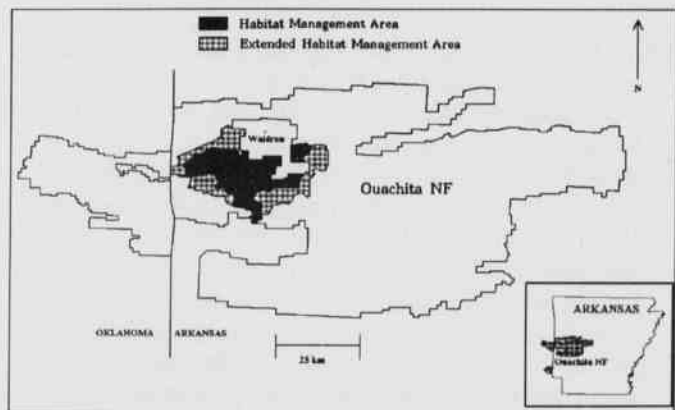 Habitat Management Area
Extended Habitat Management Area
N
Waldron
Ouachita NF
OKLAHOMA
ARKANSAS
25 km
ARKANSAS
Ouachita NF